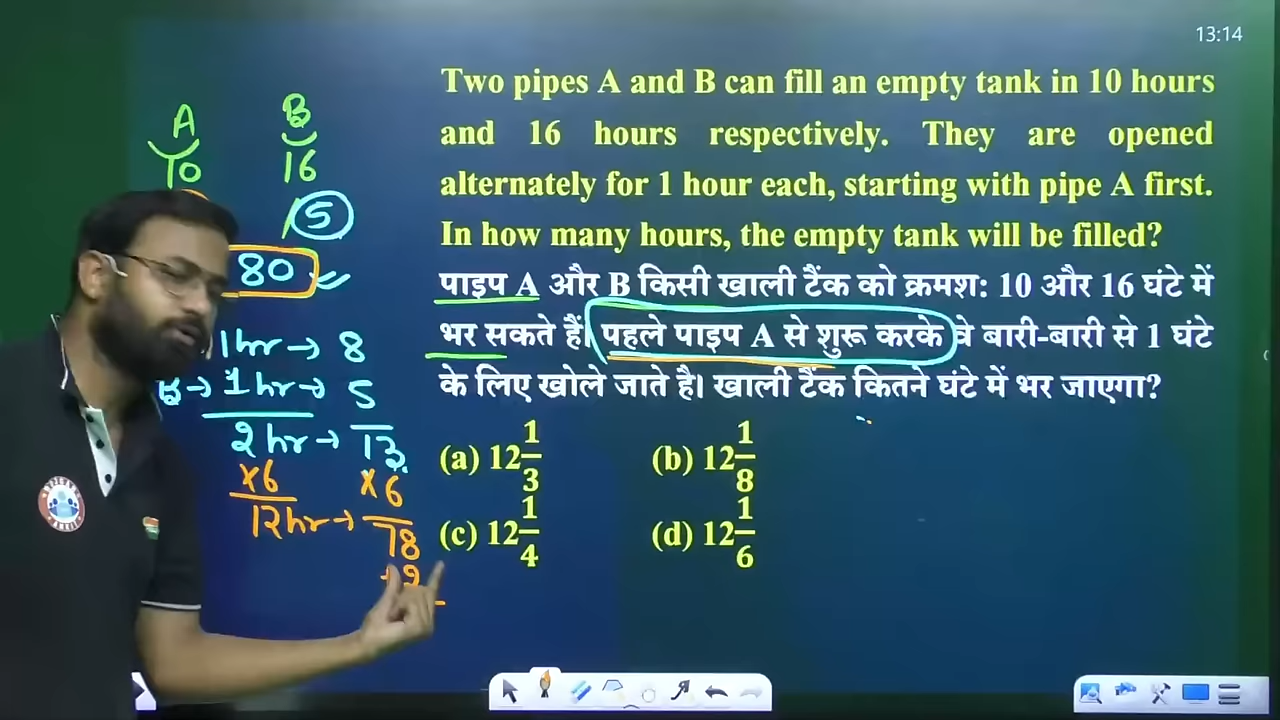 13:14
Two pipes A and B can fill an empty tank in 10 hours
and 16 hours respectively. They are opened
alternately for 1 hour each, starting with pipe A first.
In how many hours, the empty tank will be filled?
पाइप A और B किसी खाली टैंक को क्रमश: 10 और 16 घंटे में
भर सकते हैं। पहले पाइप A से शुरू करके वे बारी-बारी से 1 घंटे
के लिए खोले जाते है। खाली टैंक कितने घंटे में भर जाएगा?
(a) 12 1/3 (b) 12 1/8
(c) 12 1/4 (d) 12 1/6
A B
10 16
5
80
1hr → 8
B → 1hr → 5
2hr → 13
×6 ×6
12hr → 78
+2